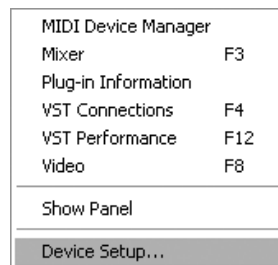 MIDI Device Manager
Mixer F3
Plug-in Information
VST Connections F4
VST Performance F12
Video F8
Show Panel
Device Setup...